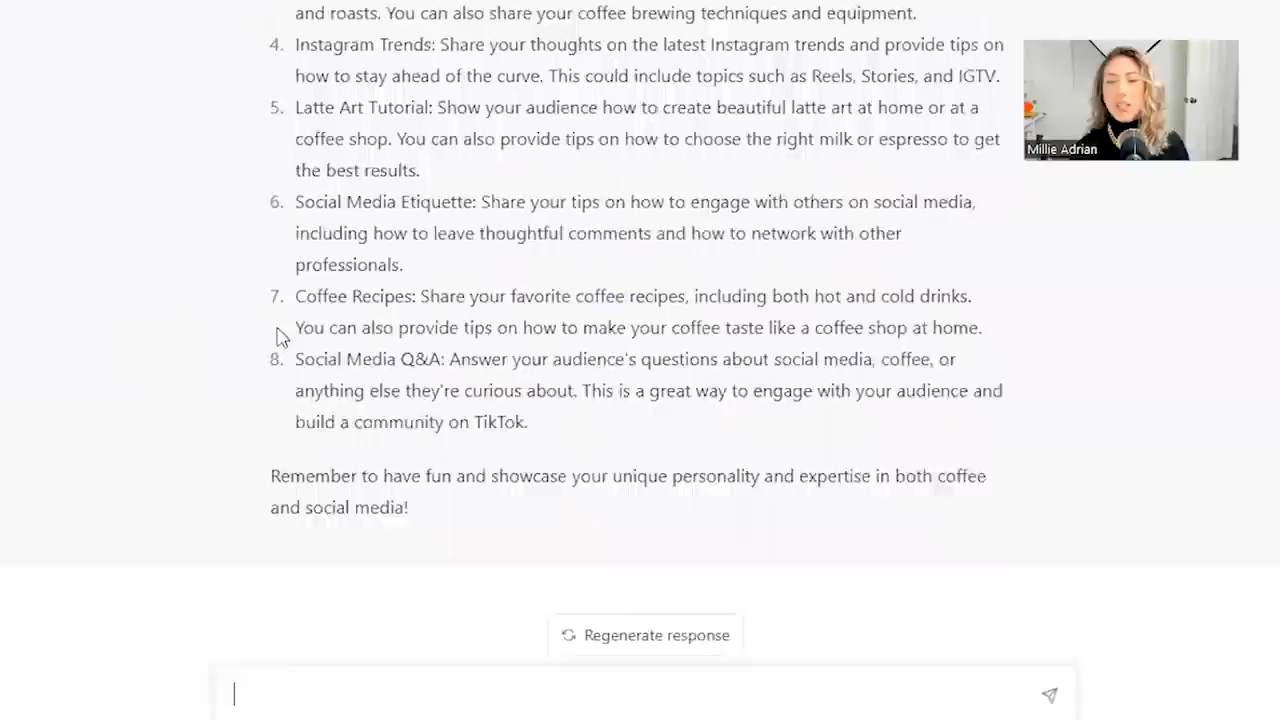 and roasts. You can also share your coffee brewing techniques and equipment.
4. Instagram Trends: Share your thoughts on the latest Instagram trends and provide tips on
how to stay ahead of the curve. This could include topics such as Reels, Stories, and IGTV.
5. Latte Art Tutorial: Show your audience how to create beautiful latte art at home or at a
coffee shop. You can also provide tips on how to choose the right milk or espresso to get
the best results.
6. Social Media Etiquette: Share your tips on how to engage with others on social media,
including how to leave thoughtful comments and how to network with other
professionals.
7. Coffee Recipes: Share your favorite coffee recipes, including both hot and cold drinks.
You can also provide tips on how to make your coffee taste like a coffee shop at home.
8. Social Media Q&A: Answer your audience's questions about social media, coffee, or
anything else they're curious about. This is a great way to engage with your audience and
build a community on TikTok.
Remember to have fun and showcase your unique personality and expertise in both coffee
and social media!
Regenerate response
Millie Adrian